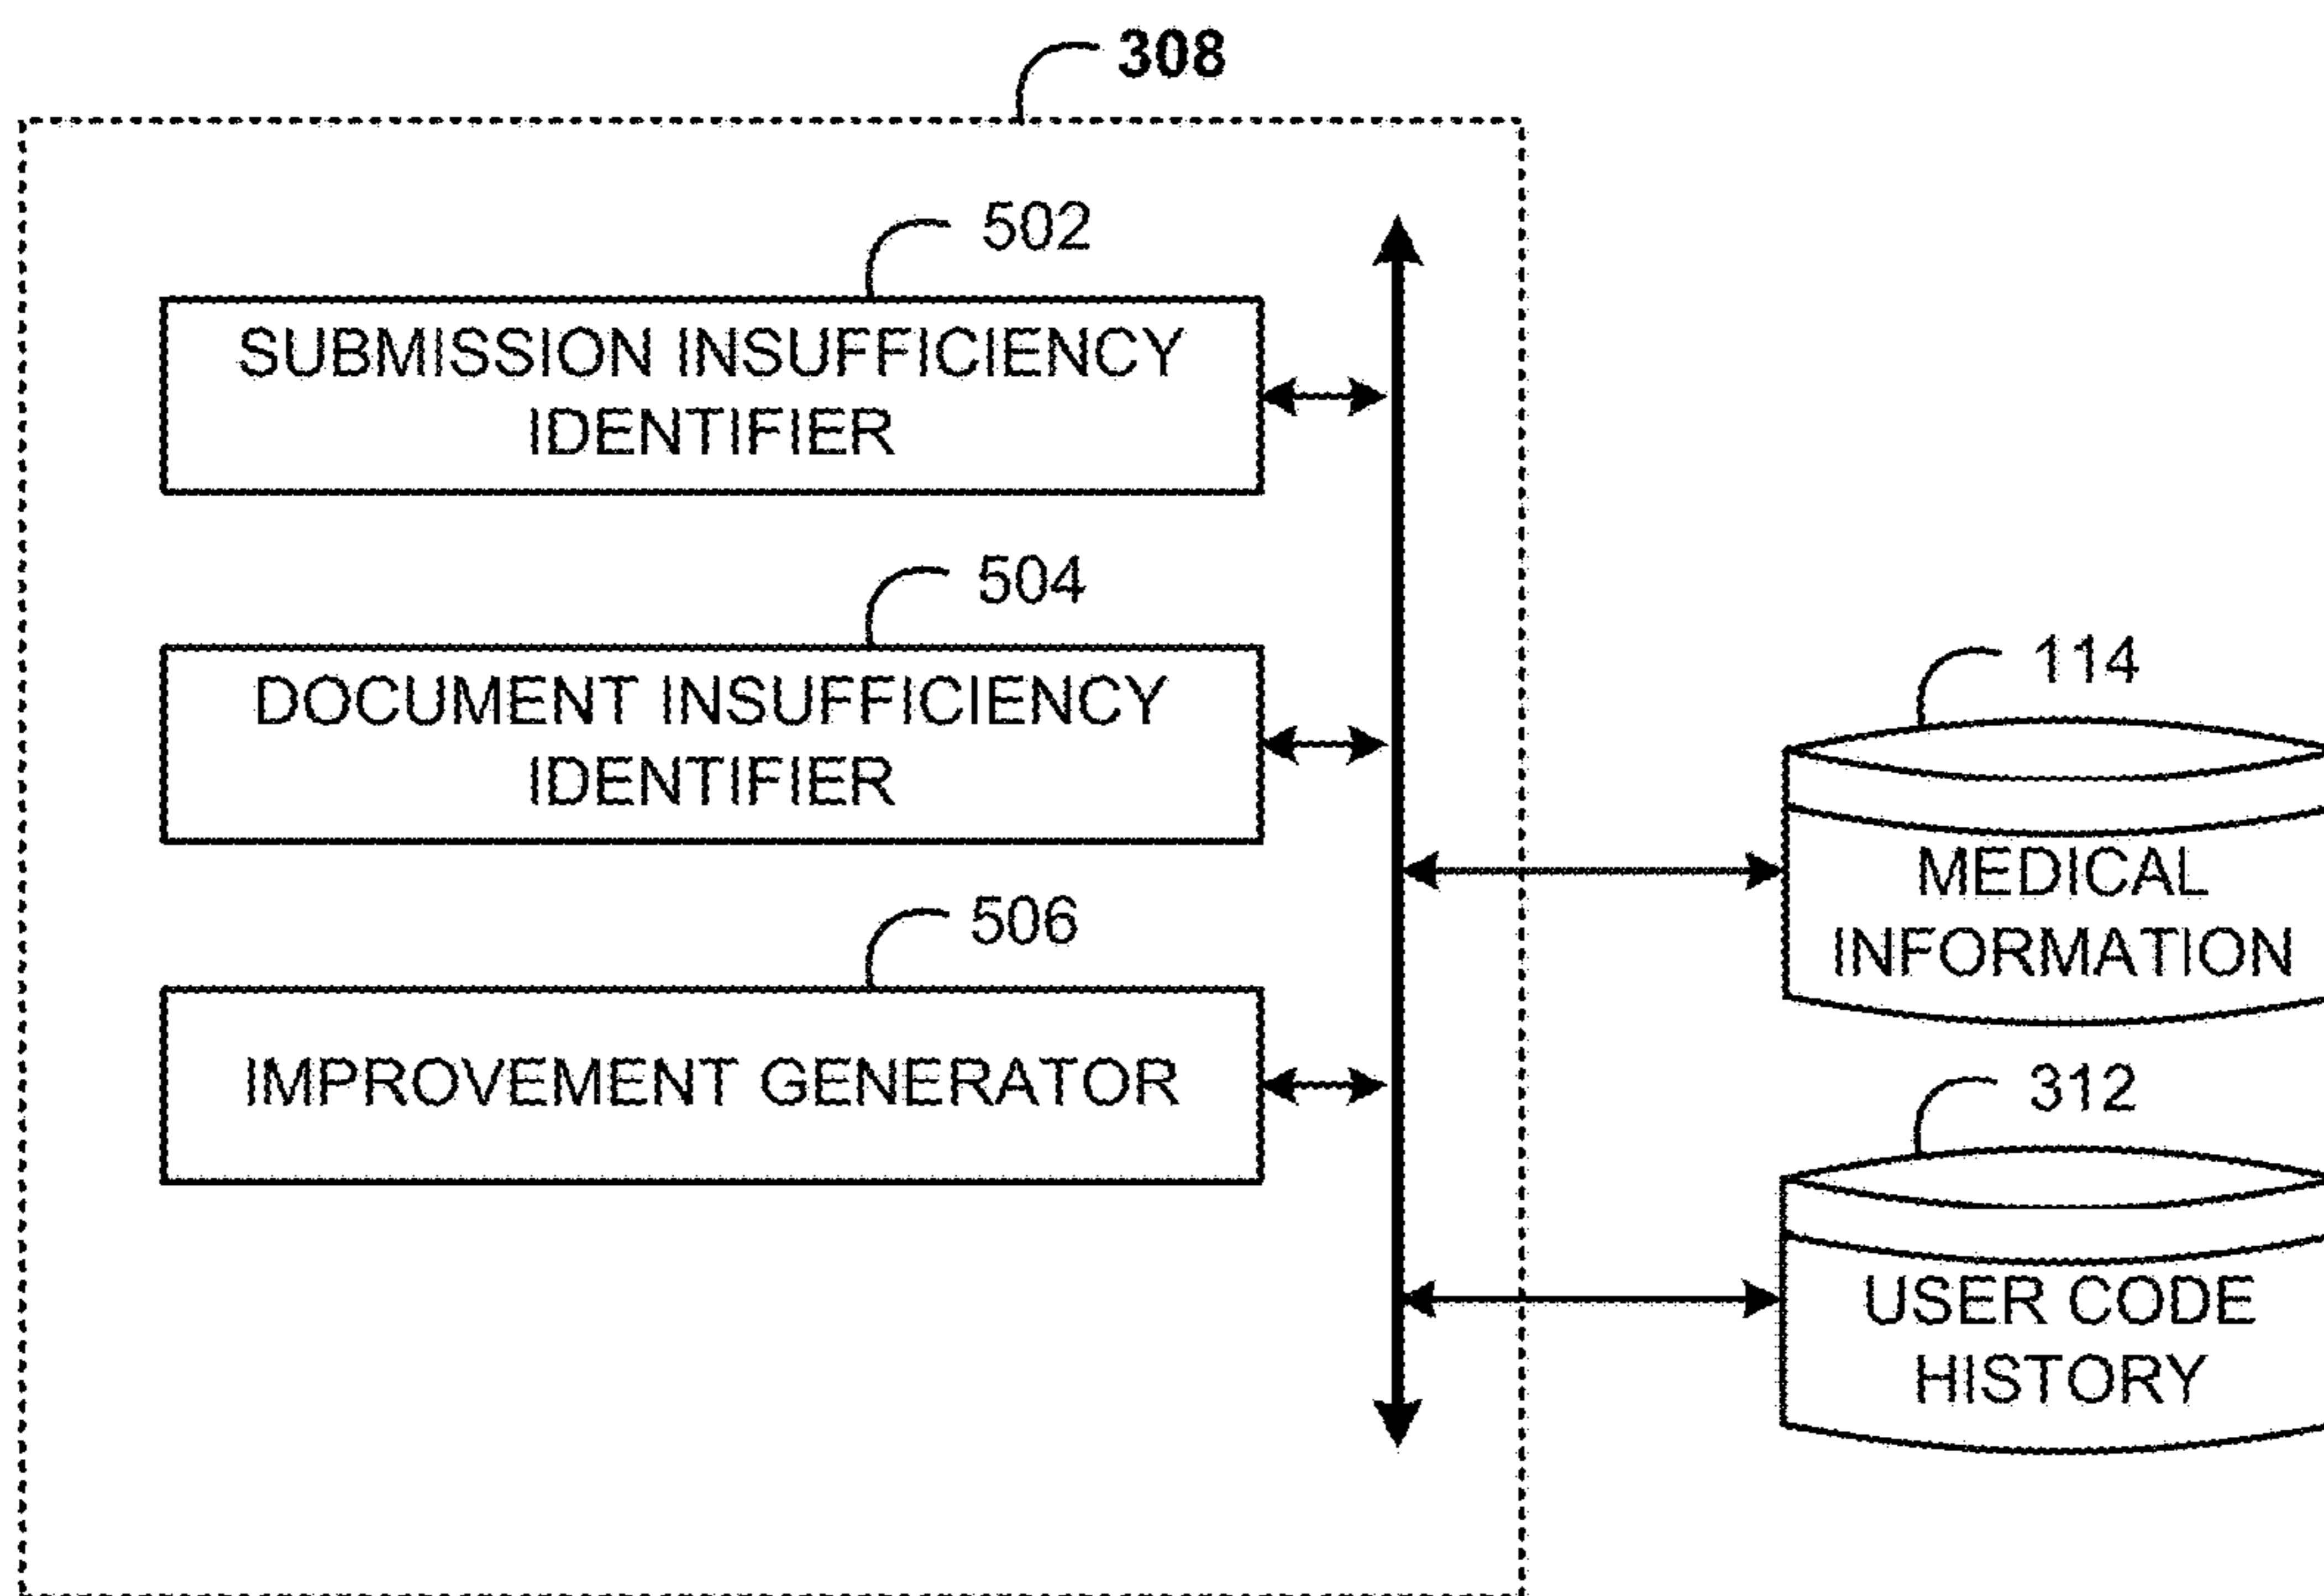 308
502
SUBMISSION INSUFFICIENCY
IDENTIFIER
504
DOCUMENT INSUFFICIENCY
IDENTIFIER
506
IMPROVEMENT GENERATOR
114
MEDICAL
INFORMATION
312
USER CODE
HISTORY